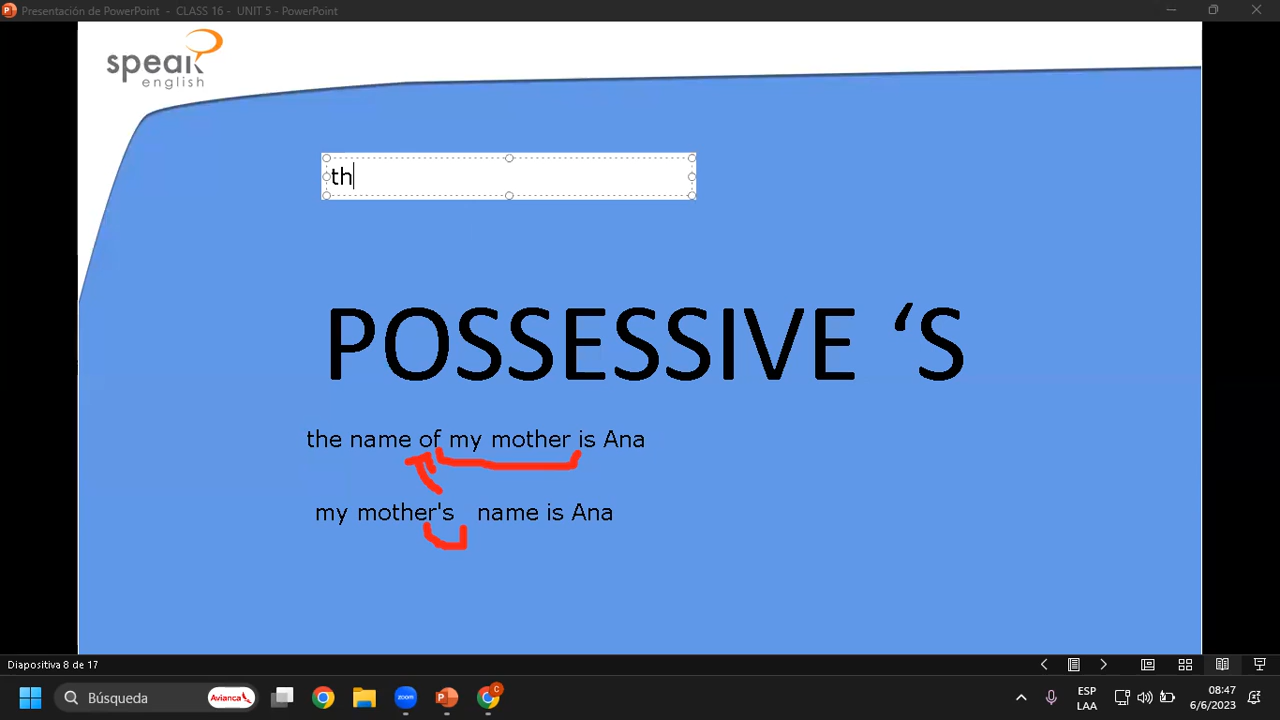 Presentación de PowerPoint - CLASS 16 - UNIT 5 - PowerPoint
speak
english
th
POSSESSIVE ‘S
the name of my mother is Ana
my mother's name is Ana
Diapositiva 8 de 17
Búsqueda
Avianca
zoom
C
ESP
LAA
08:47
6/6/2023